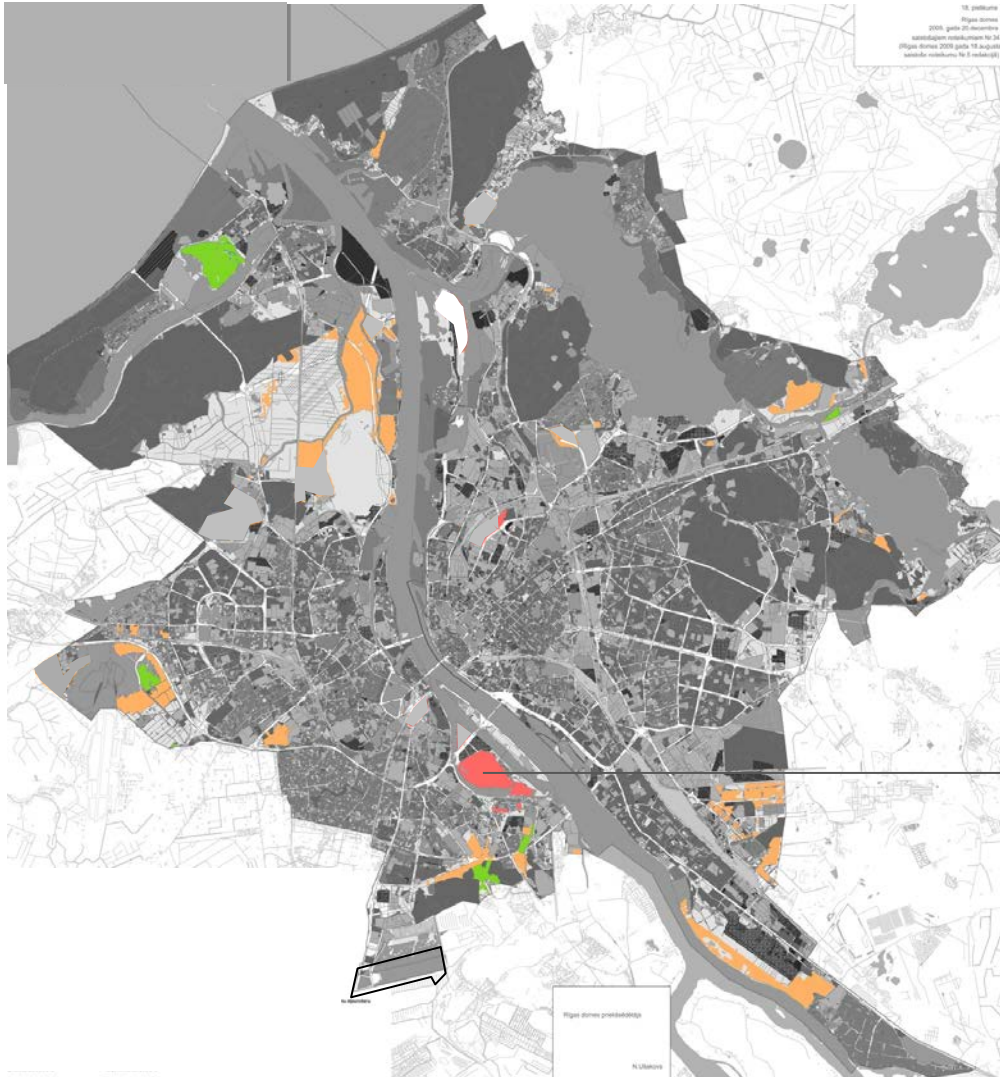 18. pielikums
Rīgas domes
2005. gada 20.decembra
saistošajiem noteikumiem Nr.34
(Rīgas domes 2009.gada 18.augusta
saistošo noteikumu Nr.5 redakcijā)
Rīgas domes priekšsēdētājs
N.Ušakovs